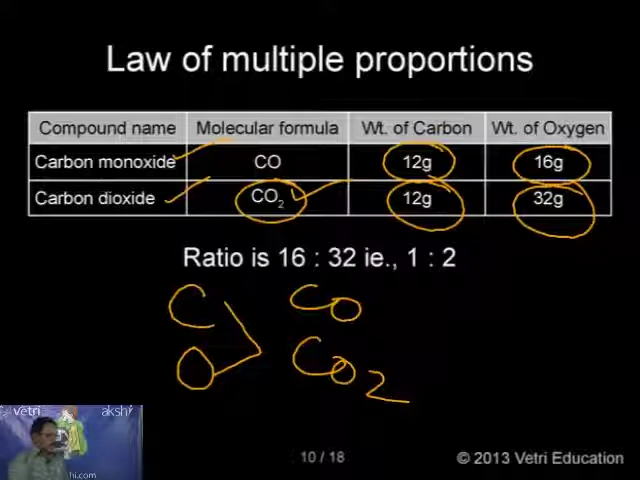 Law of multiple proportions
Compound name Molecular formula Wt. of Carbon Wt. of Oxygen
Carbon monoxide CO 12g 16g
Carbon dioxide CO2 12g 32g
Ratio is 16 : 32 ie., 1 : 2
C CO
O CO2
vetri akshi
hi.com
10 / 18 © 2013 Vetri Education